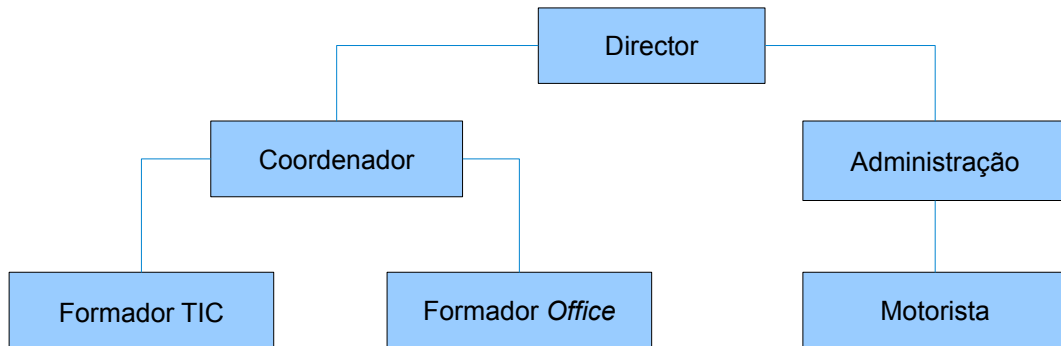 Director
Coordenador
Administração
Formador TIC
Formador Office
Motorista